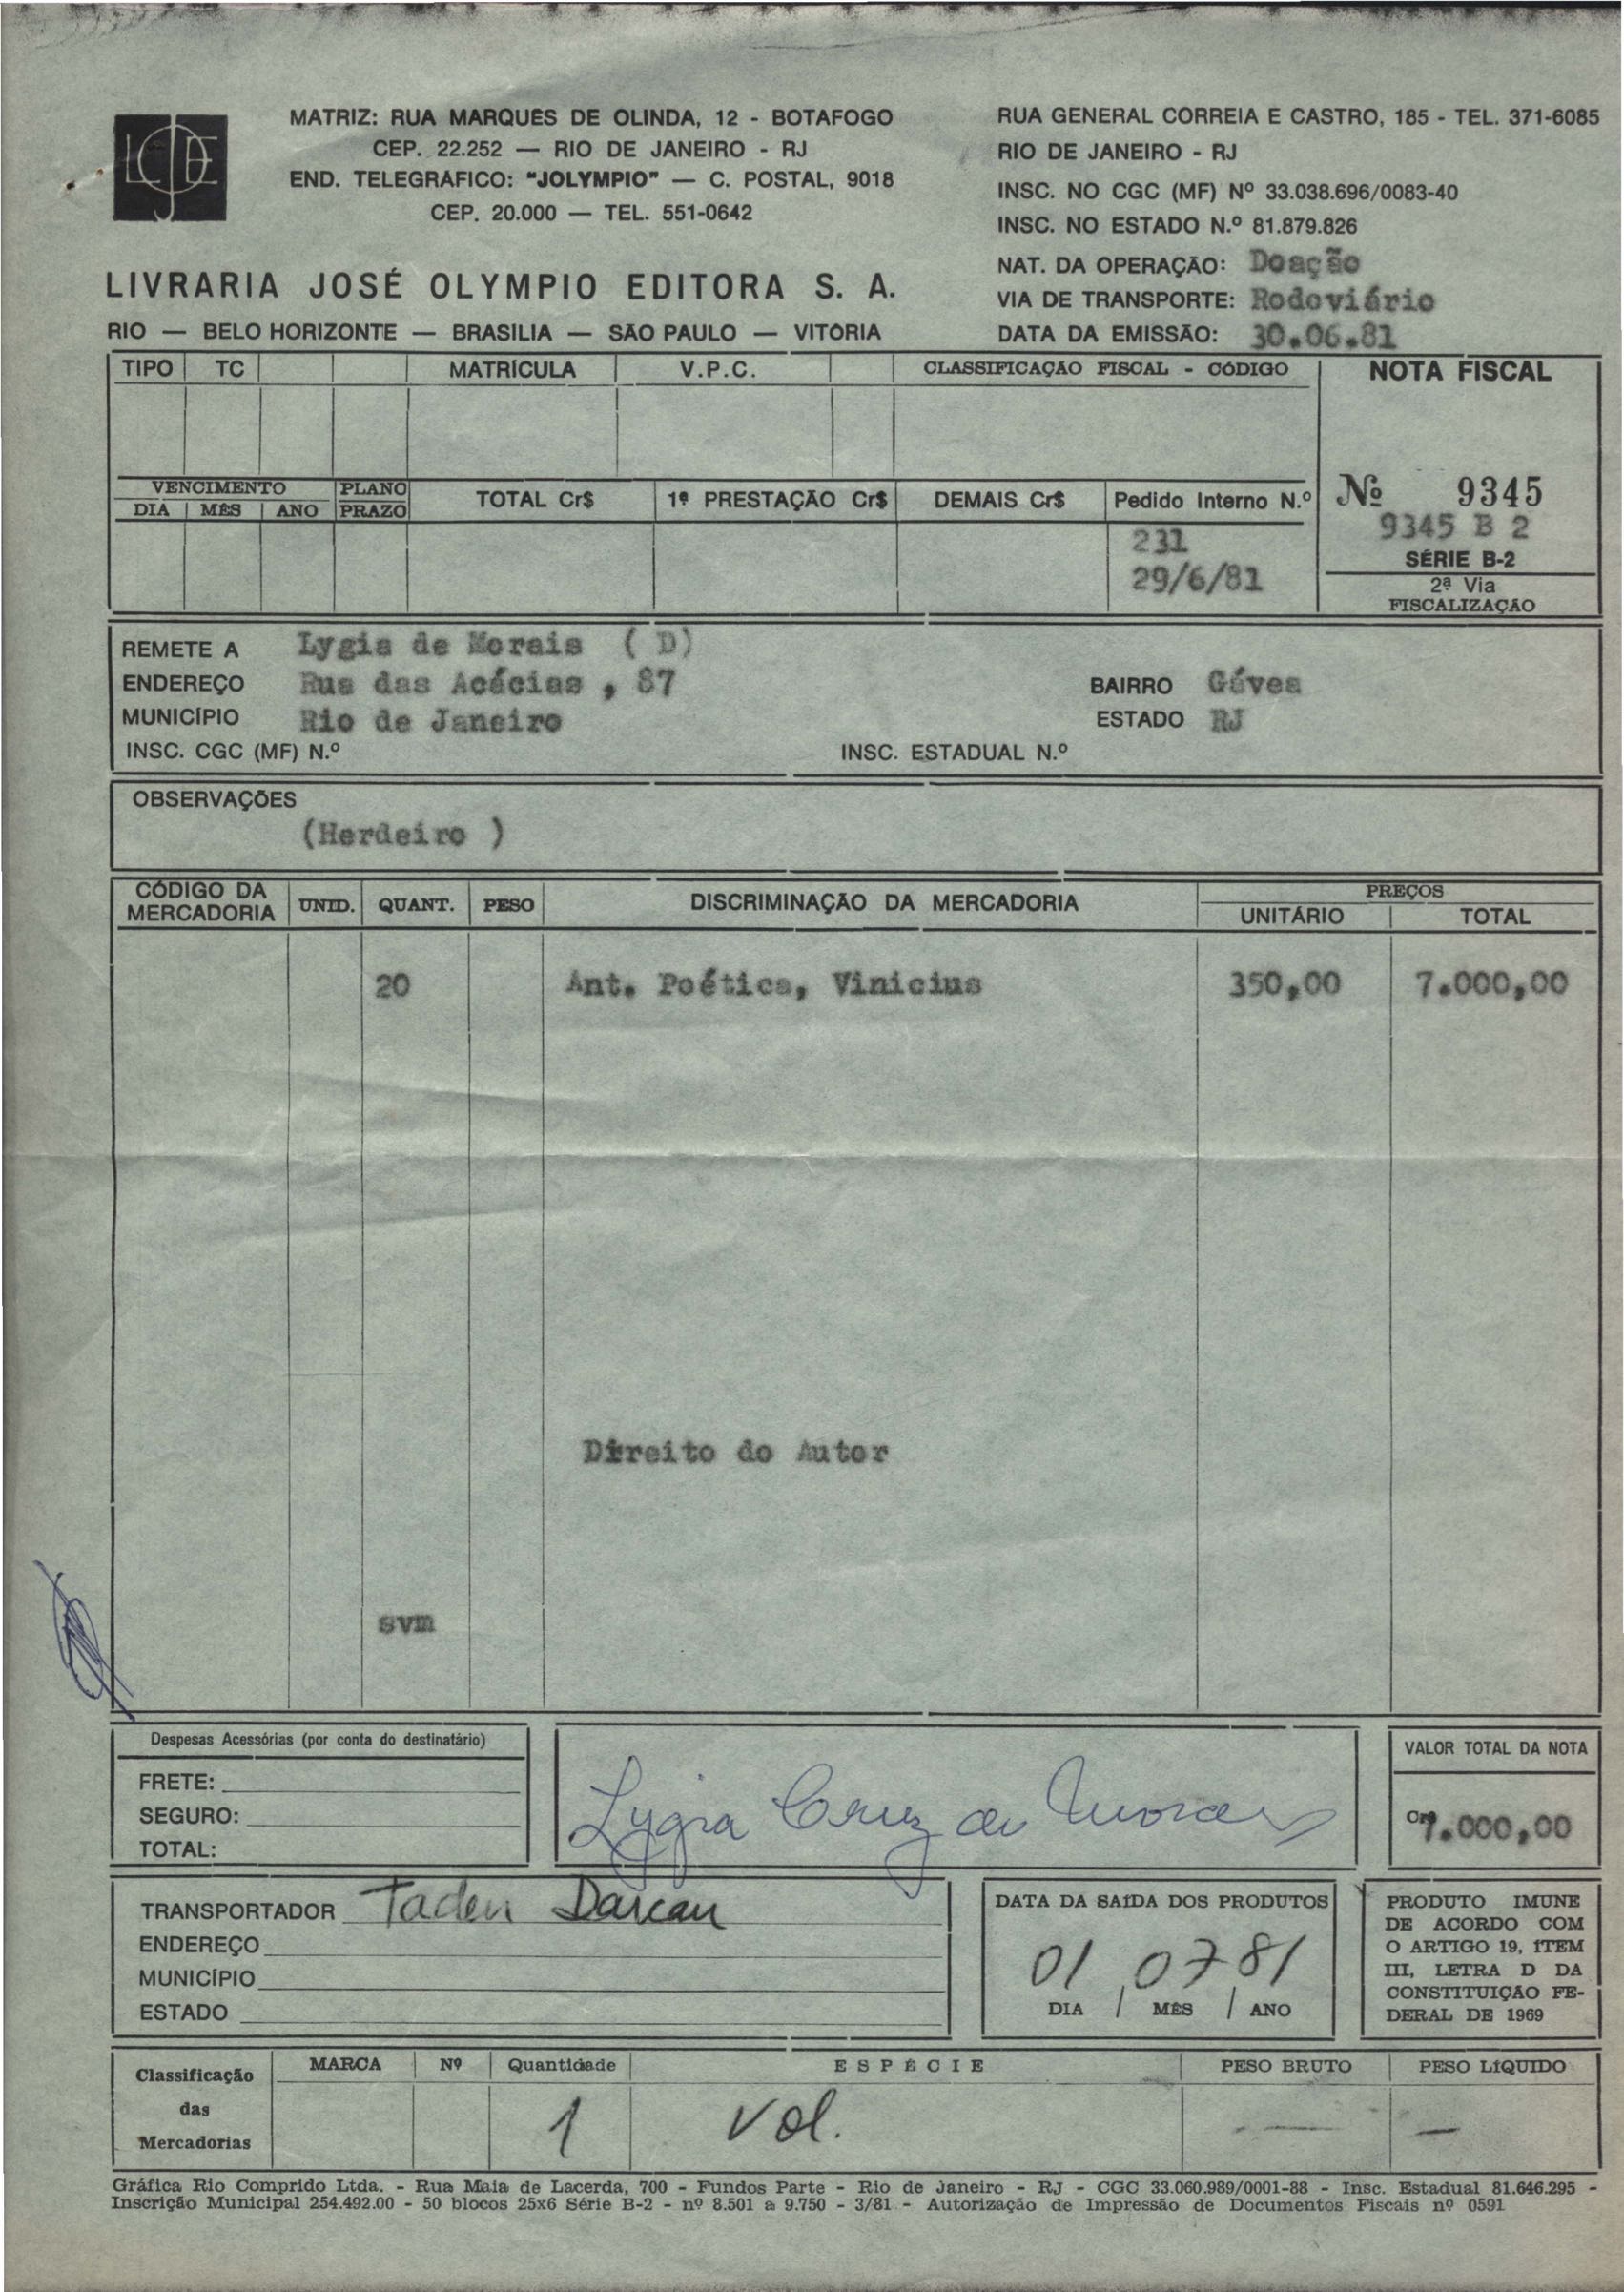 LJOE
MATRIZ: RUA MARQUÊS DE OLINDA, 12 - BOTAFOGO
CEP. 22.252 — RIO DE JANEIRO - RJ
END. TELEGRAFICO: "JOLYMPIO" — C. POSTAL, 9018
CEP. 20.000 — TEL. 551-0642
LIVRARIA JOSÉ OLYMPIO EDITORA S. A.
RIO — BELO HORIZONTE — BRASILIA — SÃO PAULO — VITÓRIA
RUA GENERAL CORREIA E CASTRO, 185 - TEL. 371-6085
RIO DE JANEIRO - RJ
INSC. NO CGC (MF) Nº 33.038.696/0083-40
INSC. NO ESTADO N.º 81.879.826
NAT. DA OPERAÇÃO: Doação
VIA DE TRANSPORTE: Rodoviário
DATA DA EMISSÃO: 30.06.81
TIPO TC MATRÍCULA V.P.C. CLASSIFICAÇÃO FISCAL - CÓDIGO NOTA FISCAL
VENCIMENTO PLANO TOTAL Cr$ 1ª PRESTAÇÃO Cr$ DEMAIS Cr$ Pedido Interno N.º Nº 9345
DIA MÊS ANO PRAZO
231 9345 B 2
29/6/81 SÉRIE B-2
2ª Via
FISCALIZAÇÃO
REMETE A Lygia de Morais ( D)
ENDEREÇO Rua das Acácias , 87 BAIRRO Gávea
MUNICÍPIO Rio de Janeiro ESTADO RJ
INSC. CGC (MF) N.º INSC. ESTADUAL N.º
OBSERVAÇÕES
(Herdeiro )
CÓDIGO DA MERCADORIA UNID. QUANT. PESO DISCRIMINAÇÃO DA MERCADORIA PREÇOS
UNITÁRIO TOTAL
20 Ant. Poética, Vinicius 350,00 7.000,00
Direito do Autor
svm
Despesas Acessórias (por conta do destinatário) VALOR TOTAL DA NOTA
FRETE:
SEGURO:
TOTAL:
Lygia Cruz de Moraes
7.000,00
TRANSPORTADOR
ENDEREÇO
MUNICÍPIO
ESTADO
DATA DA SAÍDA DOS PRODUTOS
01 07 81
DIA / MÊS / ANO
PRODUTO IMUNE
DE ACORDO COM
O ARTIGO 19, ÍTEM
III, LETRA D DA
CONSTITUIÇÃO FE-
DERAL DE 1969
Classificação
das
Mercadorias
MARCA Nº Quantidade ESPÉCIE PESO BRUTO PESO LÍQUIDO
1 Vol. — —
Gráfica Rio Comprido Ltda. - Rua Maia de Lacerda, 700 - Fundos Parte - Rio de Janeiro - RJ - CGC 33.060.989/0001-88 - Insc. Estadual 81.646.295 -
Inscrição Municipal 254.492.00 - 50 blocos 25x6 Série B-2 - nº 8.501 a 9.750 - 3/81 - Autorização de Impressão de Documentos Fiscais nº 0591